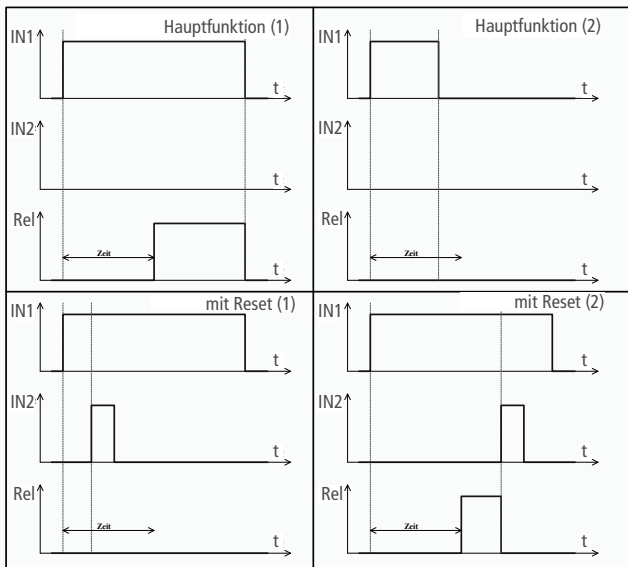 Hauptfunktion (1)
IN1
t
IN2
t
Rel
Zeit
t
Hauptfunktion (2)
IN1
t
IN2
t
Rel
Zeit
t
mit Reset (1)
IN1
t
IN2
t
Rel
Zeit
t
mit Reset (2)
IN1
t
IN2
t
Rel
Zeit
t